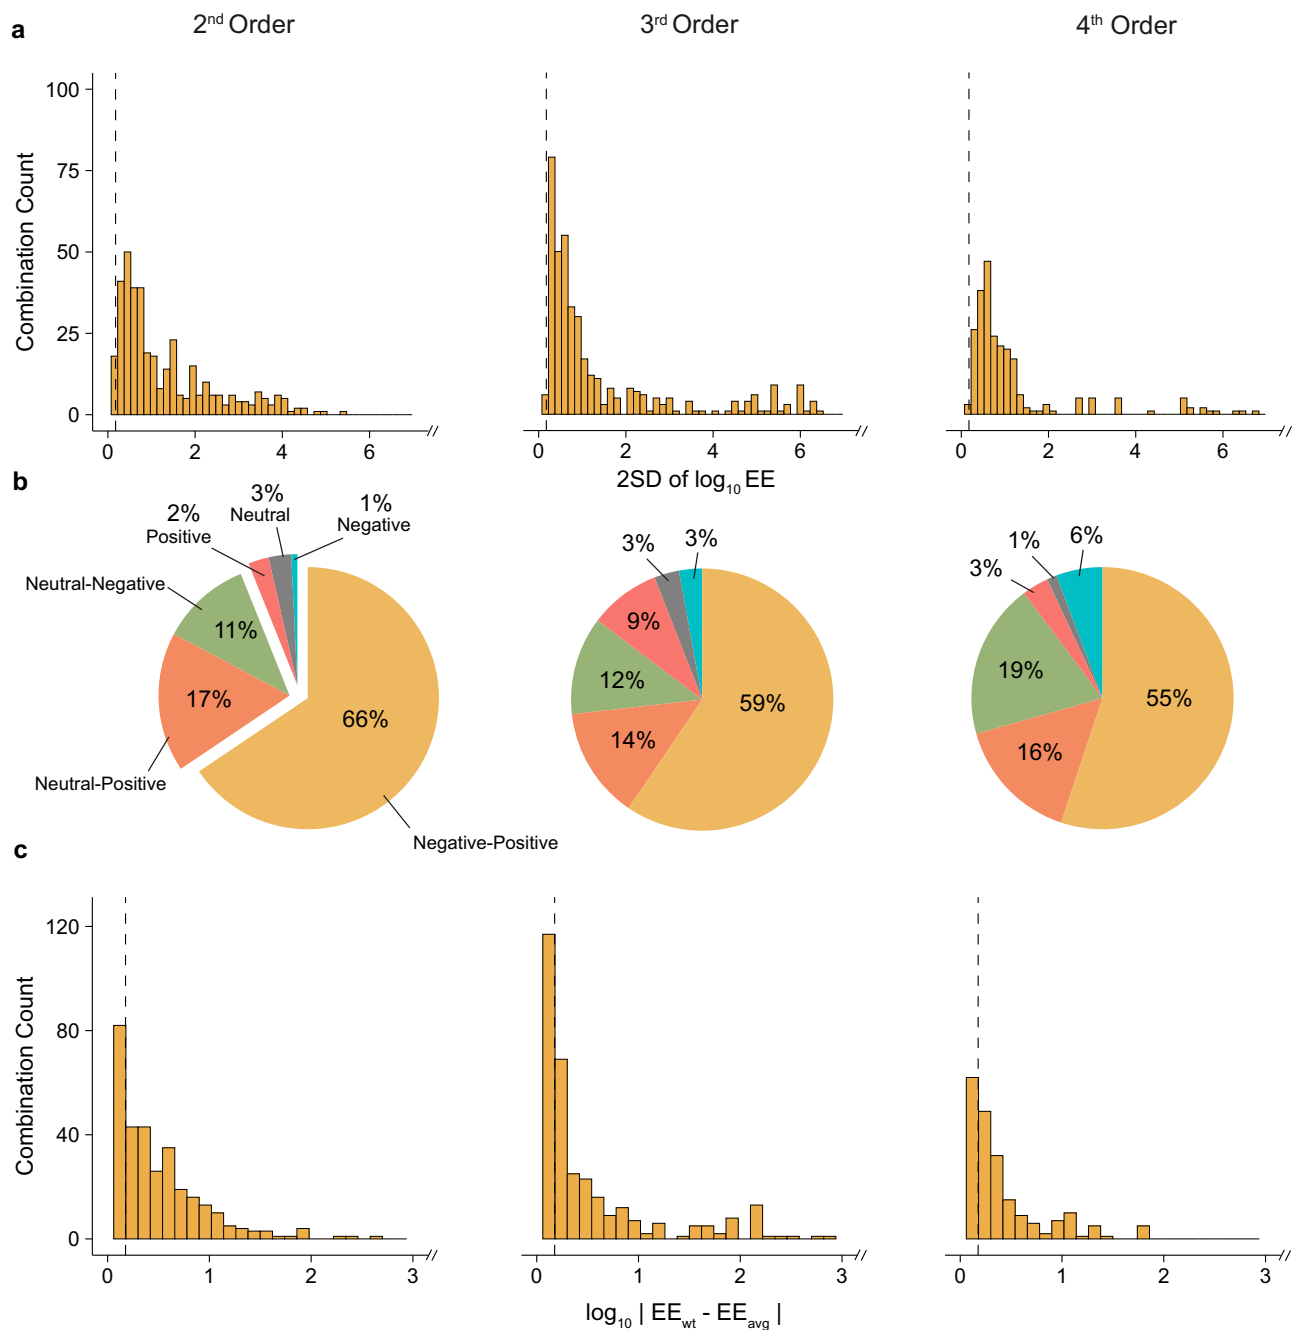 a
2nd Order
3rd Order
4th Order
Combination Count
100
75
50
25
0
0 2 4 6 //
0 2 4 6 //
0 2 4 6 //
2SD of log10 EE
b
2%
Positive
3%
Neutral
1%
Negative
Neutral-Negative
11%
17%
66%
Neutral-Positive
Negative-Positive
3%
3%
9%
12%
14%
59%
3%
1%
6%
19%
16%
55%
c
Combination Count
120
80
40
0
0 1 2 3 //
0 1 2 3 //
0 1 2 3 //
log10 | EEwt - EEavg |